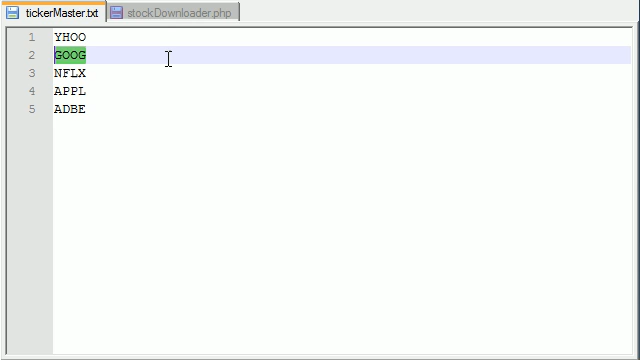 tickerMaster.txt stockDownloader.php
1 YHOO
2 GOOG
3 NFLX
4 APPL
5 ADBE